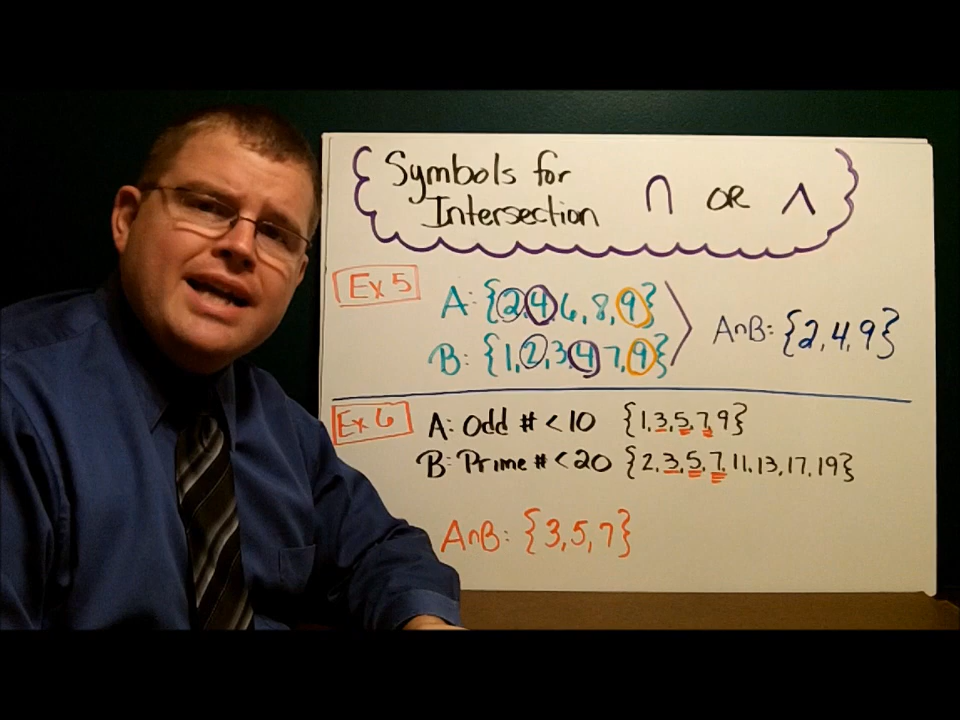 Symbols for
Intersection ∩ OR ∧
Ex 5
A: {2,4,6,8,9}
B: {1,2,3,4,7,9}
A∩B: {2,4,9}
Ex 6
A: Odd # < 10 {1,3,5,7,9}
B: Prime # < 20 {2,3,5,7,11,13,17,19}
A∩B: {3,5,7}